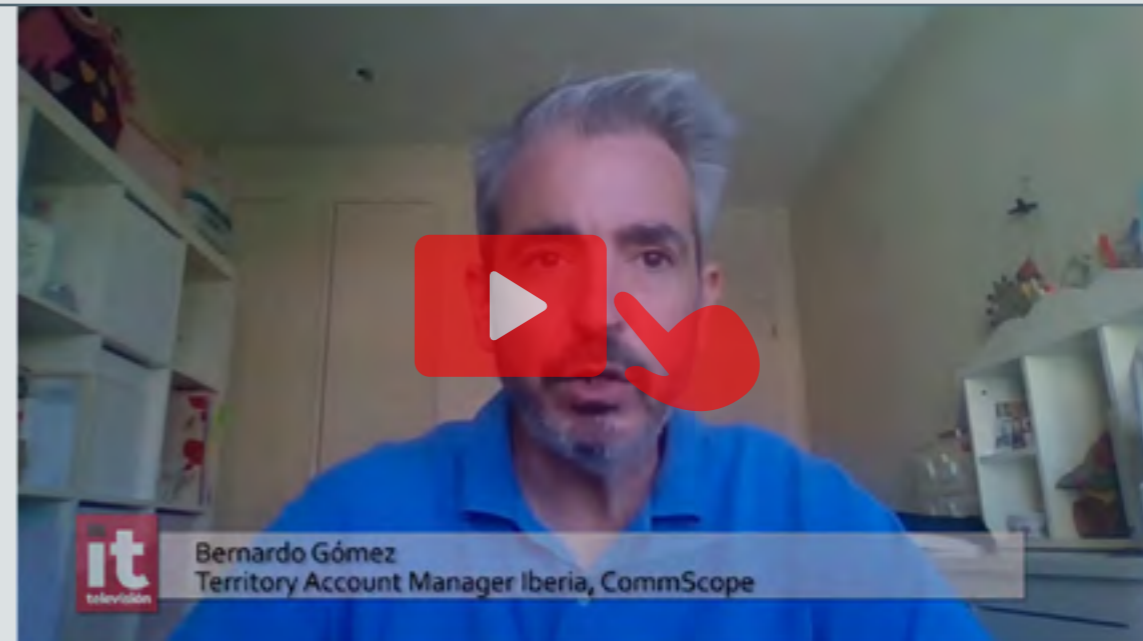 it
televisión
Bernardo Gómez
Territory Account Manager Iberia, CommScope